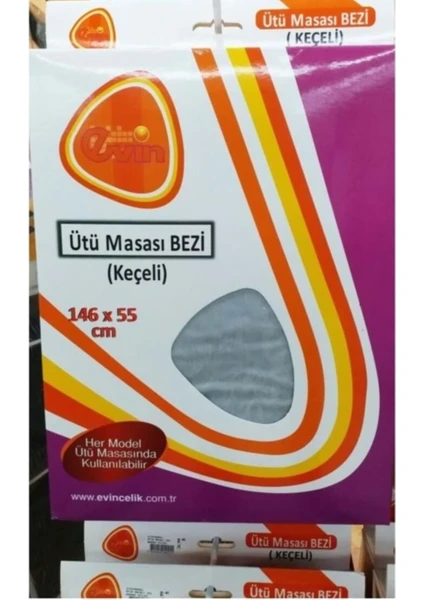 Ütü Masası BEZİ
( KEÇELİ )
evin
Ütü Masası BEZİ
(Keçeli)
146 x 55
cm
Her Model
Ütü Masasında
Kullanılabilir
www.evincelik.com.tr
Ütü Masası BEZİ
( KEÇELİ )
Ütü Masası BEZİ
( KEÇELİ )